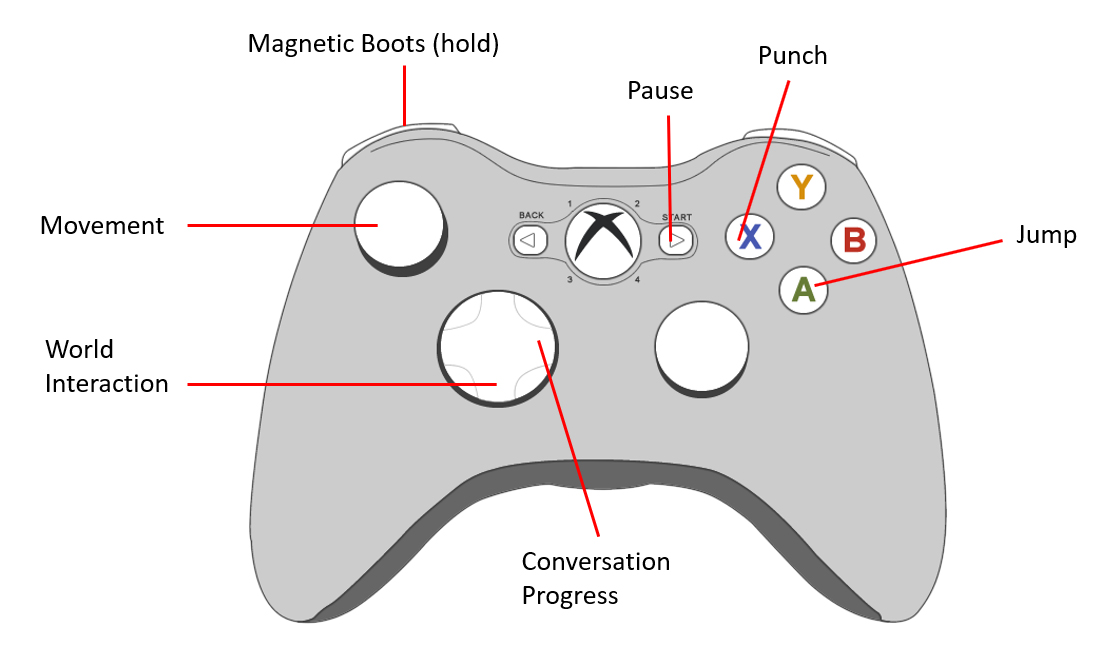 Magnetic Boots (hold)
Punch
Pause
Y
1
2
BACK
START
Movement
X
B
Jump
3
4
A
World
Interaction
Conversation
Progress